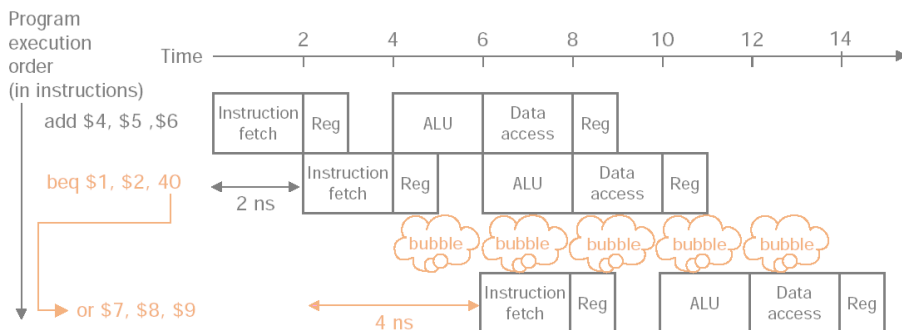 Program
execution
order
(in instructions)
Time
2 4 6 8 10 12 14
add $4, $5 ,$6
Instruction
fetch
Reg
ALU
Data
access
Reg
beq $1, $2, 40
Instruction
fetch
Reg
ALU
Data
access
Reg
2 ns
bubble bubble bubble bubble bubble
or $7, $8, $9
Instruction
fetch
Reg
ALU
Data
access
Reg
4 ns